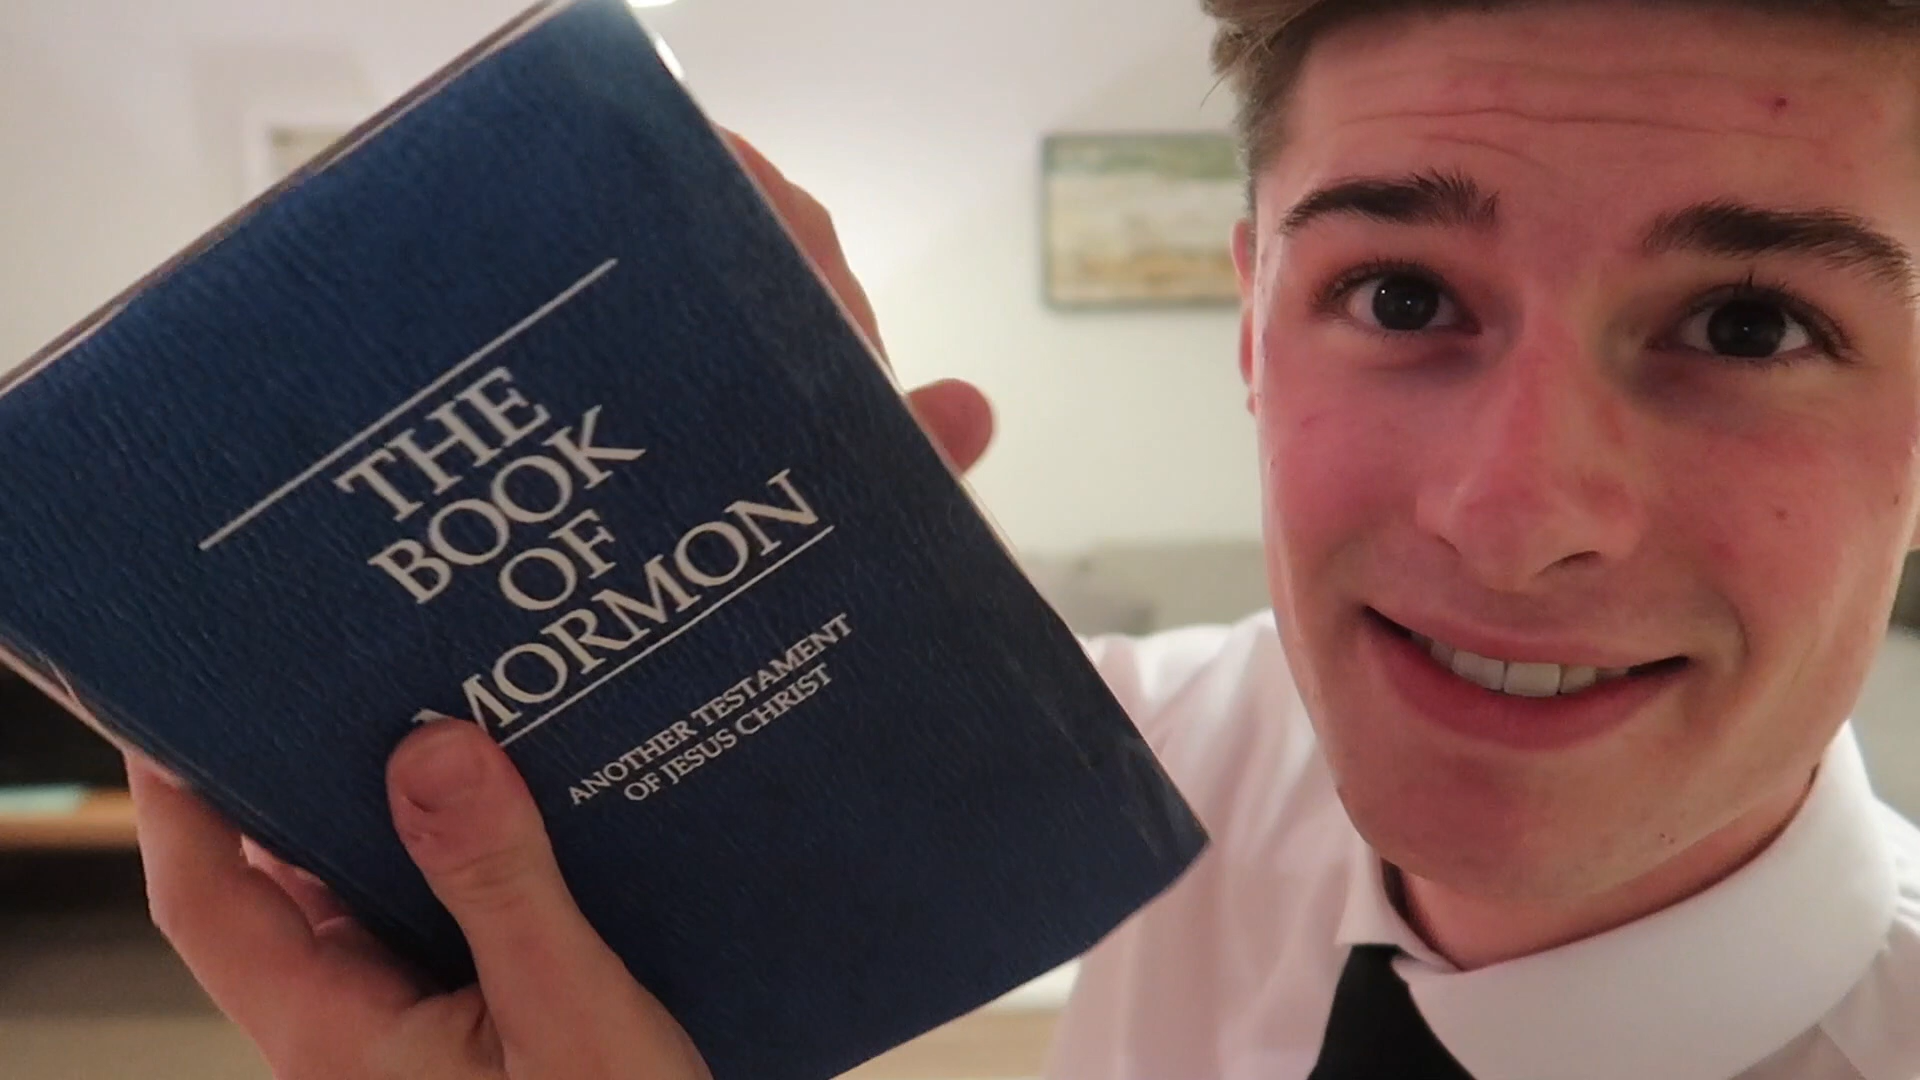 THE
BOOK
OF
MORMON
ANOTHER TESTAMENT
OF JESUS CHRIST